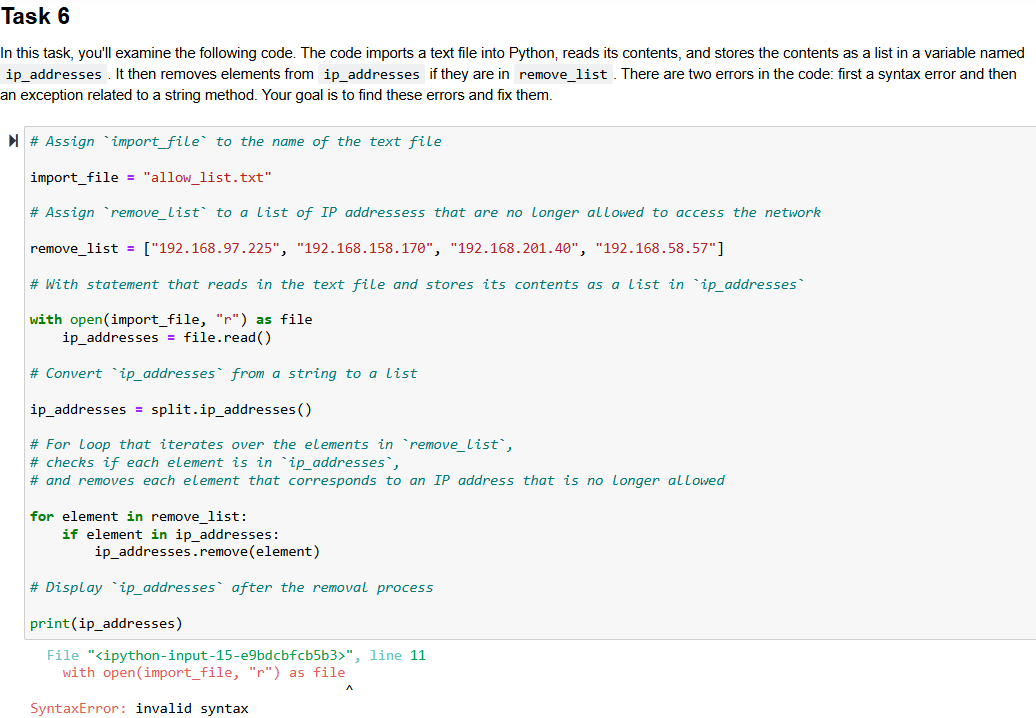 Task 6
In this task, you'll examine the following code. The code imports a text file into Python, reads its contents, and stores the contents as a list in a variable named
ip_addresses . It then removes elements from ip_addresses if they are in remove_list . There are two errors in the code: first a syntax error and then
an exception related to a string method. Your goal is to find these errors and fix them.
# Assign `import_file` to the name of the text file
import_file = "allow_list.txt"
# Assign `remove_list` to a list of IP addressess that are no longer allowed to access the network
remove_list = ["192.168.97.225", "192.168.158.170", "192.168.201.40", "192.168.58.57"]
# With statement that reads in the text file and stores its contents as a list in `ip_addresses`
with open(import_file, "r") as file
    ip_addresses = file.read()
# Convert `ip_addresses` from a string to a list
ip_addresses = split.ip_addresses()
# For loop that iterates over the elements in `remove_list`,
# checks if each element is in `ip_addresses`,
# and removes each element that corresponds to an IP address that is no longer allowed
for element in remove_list:
    if element in ip_addresses:
        ip_addresses.remove(element)
# Display `ip_addresses` after the removal process
print(ip_addresses)
  File "<ipython-input-15-e9bdcbfcb5b3>", line 11
    with open(import_file, "r") as file
                                       ^
SyntaxError: invalid syntax